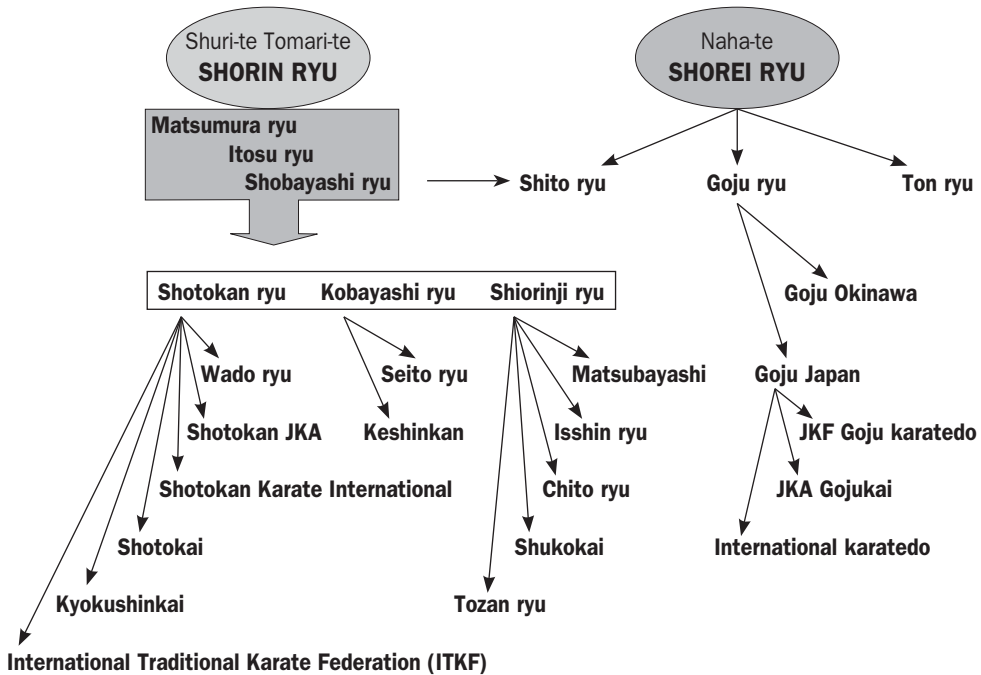 Shuri-te Tomari-te
SHORIN RYU
Naha-te
SHOREI RYU
Matsumura ryu
Itosu ryu
Shobayashi ryu
Shito ryu
Goju ryu
Ton ryu
Shotokan ryu
Kobayashi ryu
Shiorinji ryu
Goju Okinawa
Wado ryu
Seito ryu
Matsubayashi
Goju Japan
Shotokan JKA
Keshinkan
Isshin ryu
JKF Goju karatedo
Shotokan Karate International
Chito ryu
JKA Gojukai
Shotokai
Shukokai
International karatedo
Kyokushinkai
Tozan ryu
International Traditional Karate Federation (ITKF)